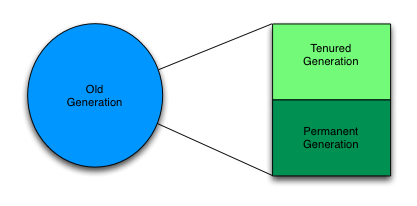 Old
Generation
Tenured
Generation
Permanent
Generation